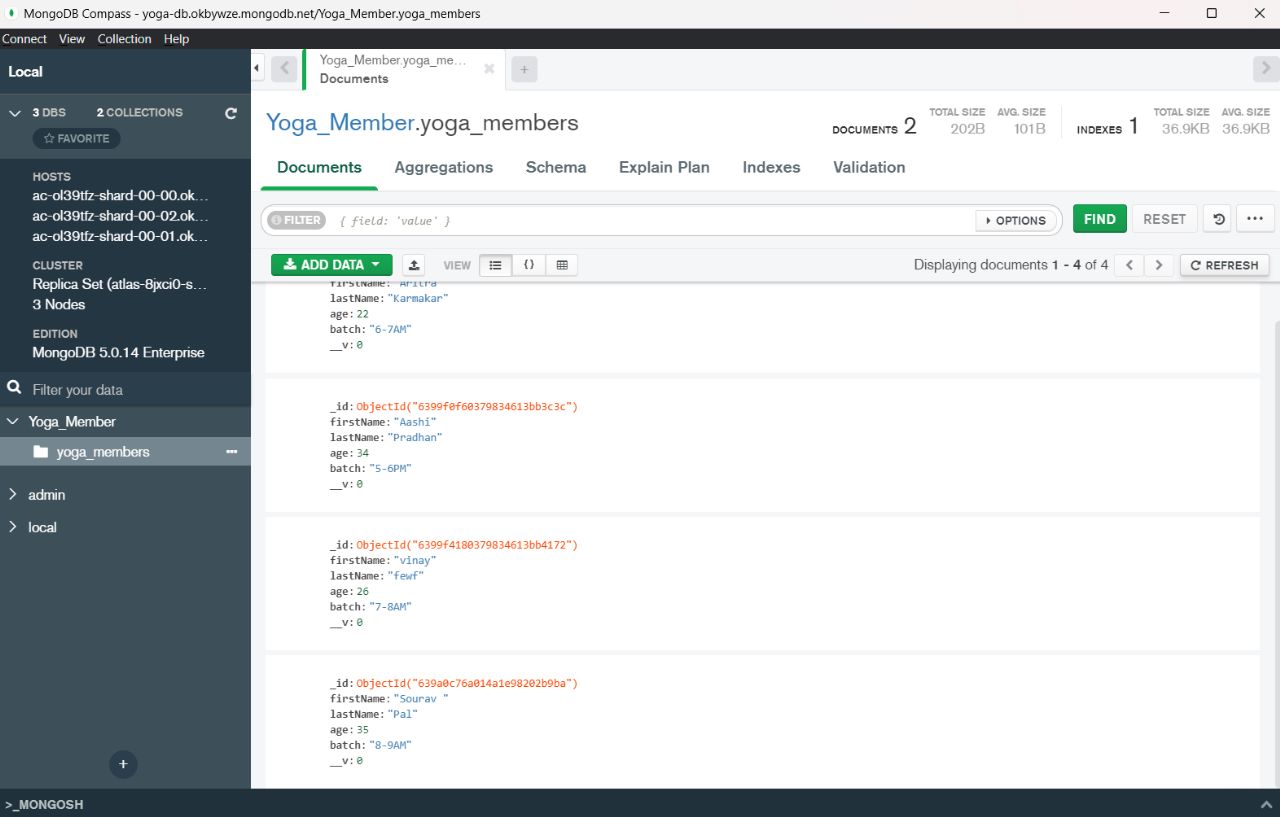 MongoDB Compass - yoga-db.okbywze.mongodb.net/Yoga_Member.yoga_members
Connect View Collection Help
Local
3 DBS 2 COLLECTIONS
FAVORITE
HOSTS
ac-ol39tfz-shard-00-00.ok...
ac-ol39tfz-shard-00-02.ok...
ac-ol39tfz-shard-00-01.ok...
CLUSTER
Replica Set (atlas-8jxci0-s...
3 Nodes
EDITION
MongoDB 5.0.14 Enterprise
Filter your data
Yoga_Member
yoga_members
admin
local
Yoga_Member.yoga_me...
Documents
Yoga_Member.yoga_members
DOCUMENTS 2
TOTAL SIZE 202B
AVG. SIZE 101B
INDEXES 1
TOTAL SIZE 36.9KB
AVG. SIZE 36.9KB
Documents Aggregations Schema Explain Plan Indexes Validation
FILTER { field: 'value' } OPTIONS FIND RESET
ADD DATA VIEW {} Displaying documents 1 - 4 of 4 REFRESH
firstName: "Aritra"
lastName: "Karmakar"
age: 22
batch: "6-7AM"
__v: 0
_id: ObjectId("6399f0f60379834613bb3c3c")
firstName: "Aashi"
lastName: "Pradhan"
age: 34
batch: "5-6PM"
__v: 0
_id: ObjectId("6399f4180379834613bb4172")
firstName: "vinay"
lastName: "fewf"
age: 26
batch: "7-8AM"
__v: 0
_id: ObjectId("639a0c76a014a1e98202b9ba")
firstName: "Sourav "
lastName: "Pal"
age: 35
batch: "8-9AM"
__v: 0
>_MONGOSH